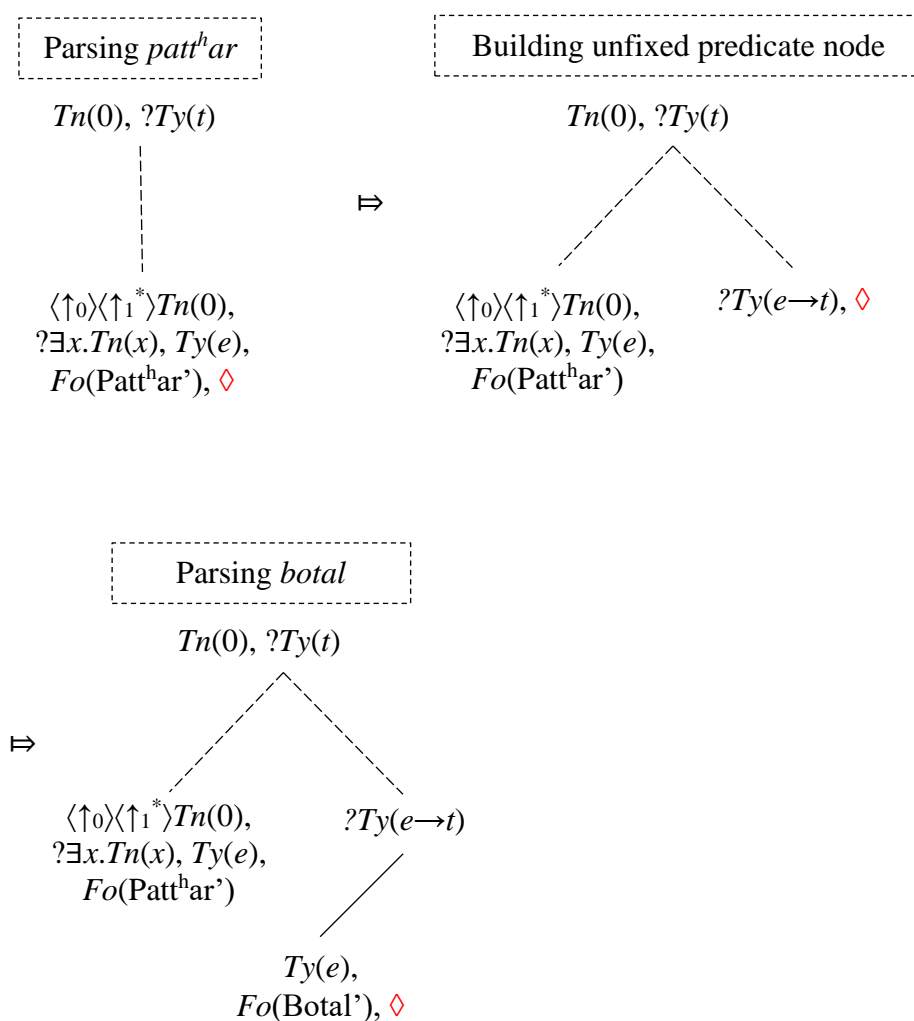 Parsing pattʰar
Building unfixed predicate node
Tn(0), ?Ty(t)
Tn(0), ?Ty(t)
⤇
⟨↑₀⟩⟨↑₁*⟩Tn(0),
?∃x.Tn(x), Ty(e),
Fo(Pattʰar’), ◊
⟨↑₀⟩⟨↑₁*⟩Tn(0),
?∃x.Tn(x), Ty(e),
Fo(Pattʰar’)
?Ty(e→t), ◊
Parsing botal
Tn(0), ?Ty(t)
⤇
⟨↑₀⟩⟨↑₁*⟩Tn(0),
?∃x.Tn(x), Ty(e),
Fo(Pattʰar’)
?Ty(e→t)
Ty(e),
Fo(Botal’), ◊